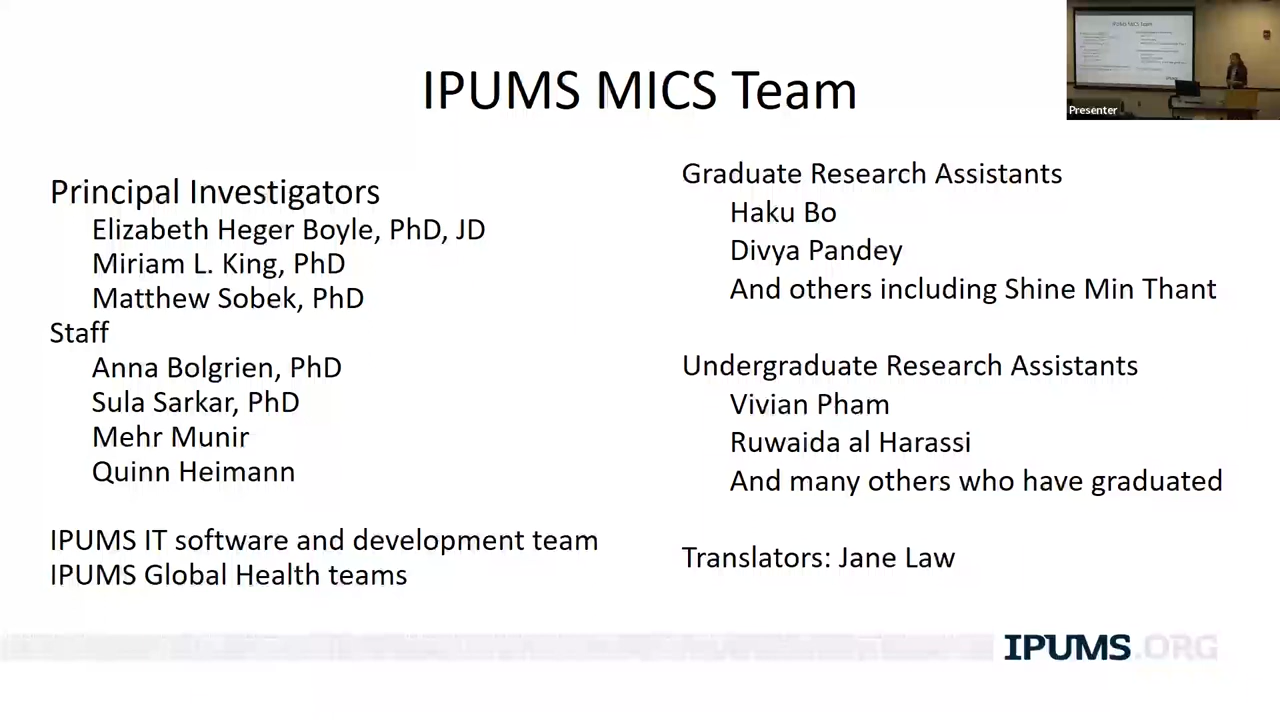 IPUMS MICS Team
Presenter
Principal Investigators
Elizabeth Heger Boyle, PhD, JD
Miriam L. King, PhD
Matthew Sobek, PhD
Staff
Anna Bolgrien, PhD
Sula Sarkar, PhD
Mehr Munir
Quinn Heimann
IPUMS IT software and development team
IPUMS Global Health teams
Graduate Research Assistants
Haku Bo
Divya Pandey
And others including Shine Min Thant
Undergraduate Research Assistants
Vivian Pham
Ruwaida al Harassi
And many others who have graduated
Translators: Jane Law
IPUMS.ORG